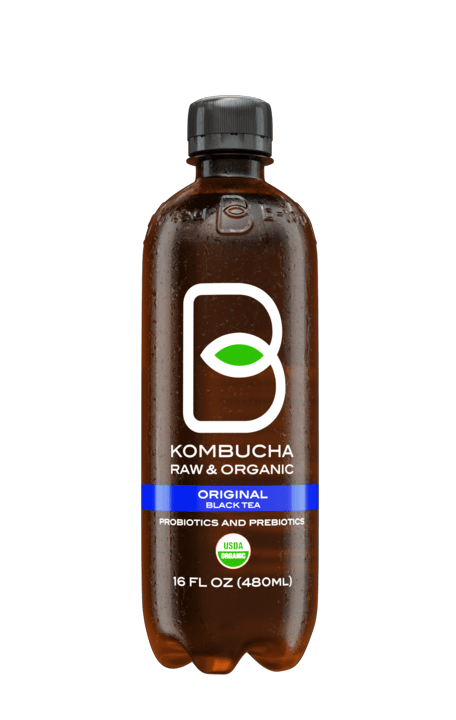 B
KOMBUCHA
RAW & ORGANIC
ORIGINAL
BLACK TEA
PROBIOTICS AND PREBIOTICS
USDA
ORGANIC
16 FL OZ (480ML)